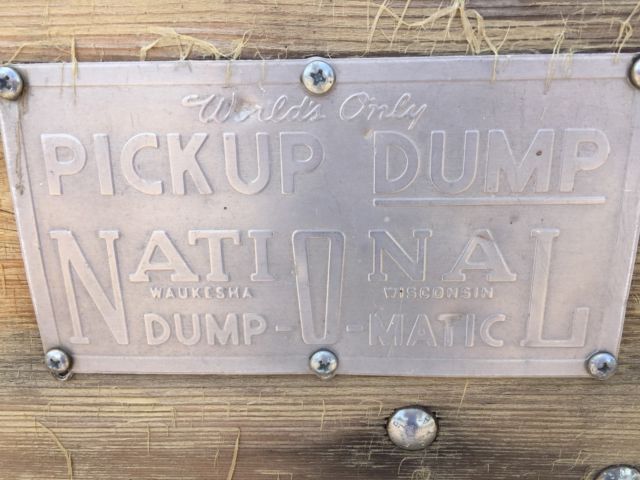 World's Only
PICKUP DUMP
NATIONAL
WAUKESHA WISCONSIN
DUMP-O-MATIC